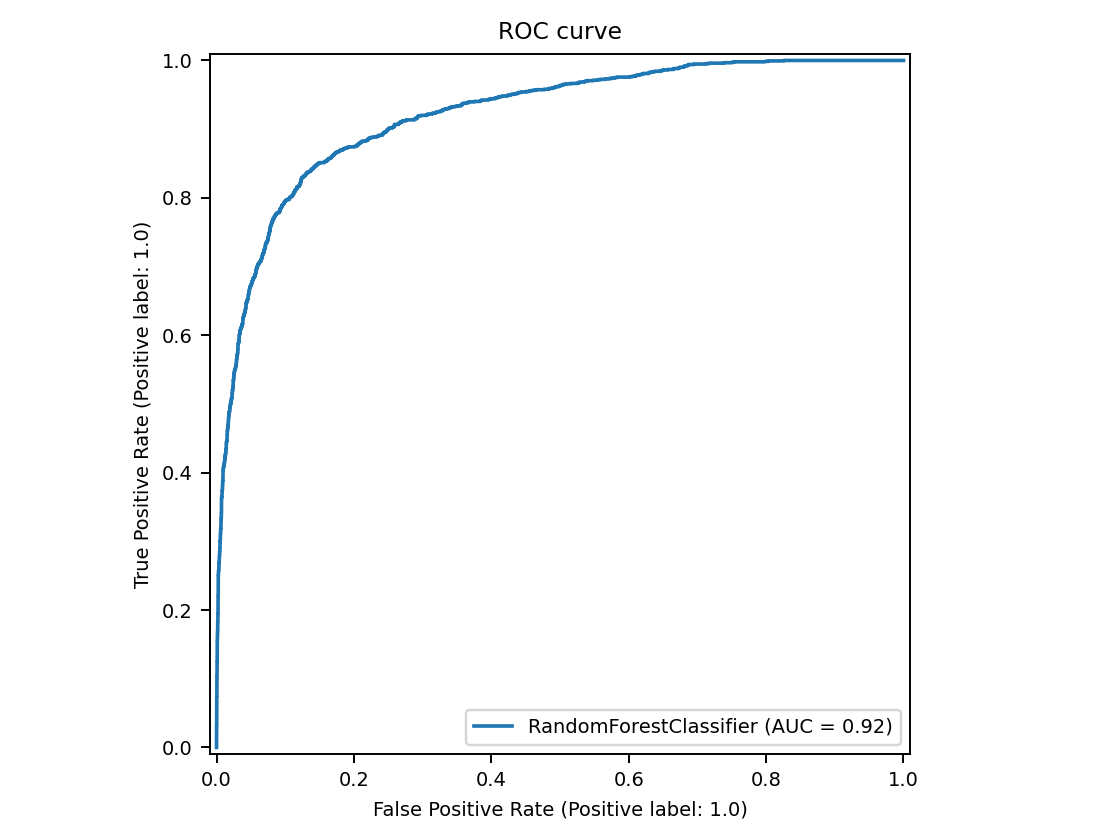 ROC curve
1.0
0.8
0.6
0.4
0.2
0.0
True Positive Rate (Positive label: 1.0)
RandomForestClassifier (AUC = 0.92)
0.0 0.2 0.4 0.6 0.8 1.0
False Positive Rate (Positive label: 1.0)